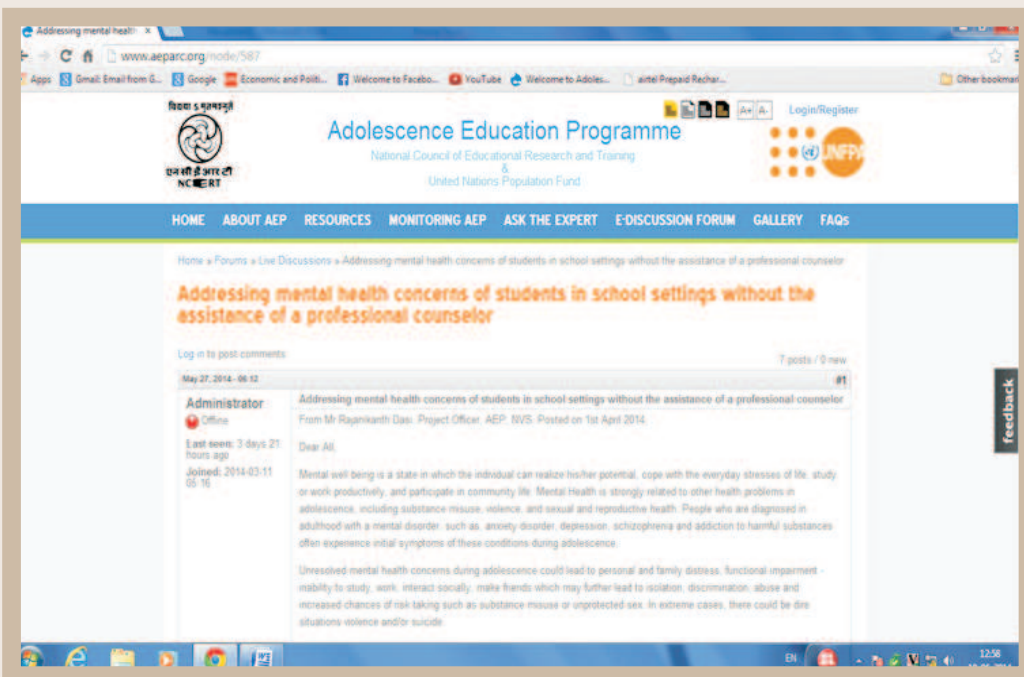 Addressing mental health x
www.aeparc.org/node/587
Apps Gmail: Email from G... Google Economic and Politi... Welcome to Facebo... YouTube Welcome to Adoles... airtel Prepaid Rechar... Other bookmar
एन सी ई आर टी
NCERT
Adolescence Education Programme
National Council of Educational Research and Training
&
United Nations Population Fund
A+ A- Login/Register
UNFPA
HOME ABOUT AEP RESOURCES MONITORING AEP ASK THE EXPERT E-DISCUSSION FORUM GALLERY FAQs
Home » Forums » Live Discussions » Addressing mental health concerns of students in school settings without the assistance of a professional counselor
Addressing mental health concerns of students in school settings without the
assistance of a professional counselor
Log in to post comments
7 posts / 0 new
May 27, 2014 - 06:12
#1
Administrator
Offline
Last seen: 3 days 21
hours ago
Joined: 2014-03-11
05:16
Addressing mental health concerns of students in school settings without the assistance of a professional counselor
From Mr Rajanikanth Dasi, Project Officer, AEP, NVS. Posted on 1st April 2014.
Dear All,
Mental well being is a state in which the individual can realize his/her potential, cope with the everyday stresses of life, study
or work productively, and participate in community life. Mental Health is strongly related to other health problems in
adolescence, including substance misuse, violence, and sexual and reproductive health. People who are diagnosed in
adulthood with a mental disorder, such as, anxiety disorder, depression, schizophrenia and addiction to harmful substances
often experience initial symptoms of these conditions during adolescence.
Unresolved mental health concerns during adolescence could lead to personal and family distress, functional impairment -
inability to study, work, interact socially, make friends which may further lead to isolation, discrimination, abuse and
increased chances of risk taking such as substance misuse or unprotected sex. In extreme cases, there could be dire
situations violence and/or suicide.
feedback
EN
12:58